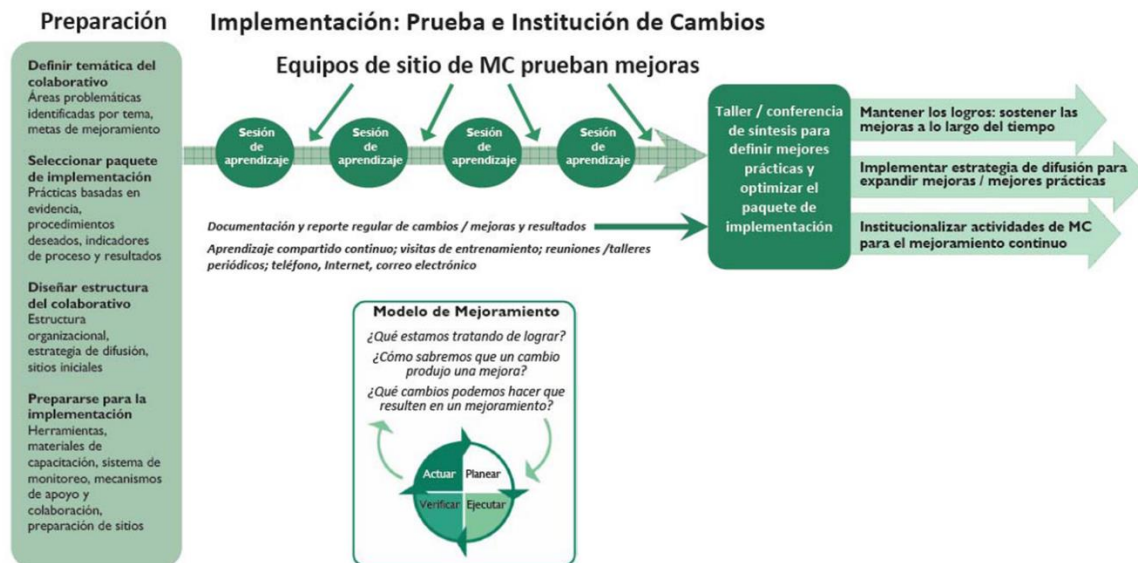 Preparación
Definir temática del
colaborativo
Áreas problemáticas
identificadas por tema,
metas de mejoramiento
Seleccionar paquete
de implementación
Prácticas basadas en
evidencia,
procedimientos
deseados, indicadores
de proceso y resultados
Diseñar estructura
del colaborativo
Estructura
organizacional,
estrategia de difusión,
sitios iniciales
Prepararse para la
implementación
Herramientas,
materiales de
capacitación, sistema de
monitoreo, mecanismos
de apoyo y
colaboración,
preparación de sitios
Implementación: Prueba e Institución de Cambios
Equipos de sitio de MC prueban mejoras
Sesión
de
aprendizaje
Sesión
de
aprendizaje
Sesión
de
aprendizaje
Sesión
de
aprendizaje
Documentación y reporte regular de cambios / mejoras y resultados
Aprendizaje compartido continuo; visitas de entrenamiento; reuniones /talleres
periódicos; teléfono, Internet, correo electrónico
Taller / conferencia
de síntesis para
definir mejores
prácticas y
optimizar el
paquete de
implementación
Mantener los logros: sostener las
mejoras a lo largo del tiempo
Implementar estrategia de difusión para
expandir mejoras / mejores prácticas
Institucionalizar actividades de MC
para el mejoramiento continuo
Modelo de Mejoramiento
¿Qué estamos tratando de lograr?
¿Cómo sabremos que un cambio
produjo una mejora?
¿Qué cambios podemos hacer que
resulten en un mejoramiento?
Actuar
Planear
Verificar
Ejecutar